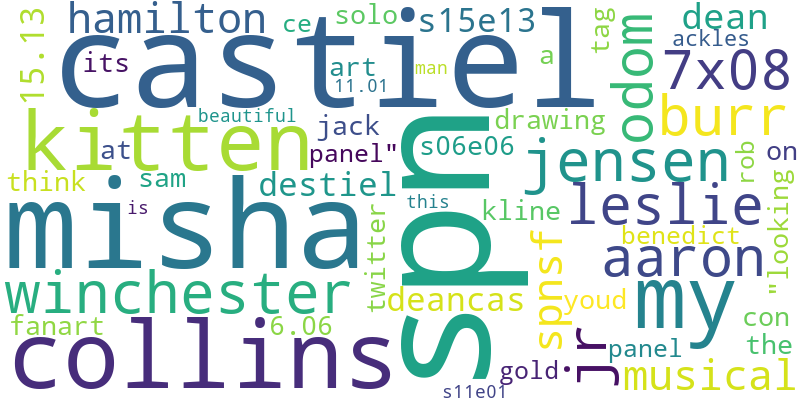 15.13
hamilton
ce
solo
s15e13
tag
dean
ackles
castiel
its
art
man
a
odom
7x08
11.01
kitten
beautiful
jack
spn
drawing
burr
at
panel"
s06e06
jensen
rob
on
think
sam
destiel
misha
is
this
kline
leslie
"looking
twitter
benedict
aaron
winchester
deancas
spnsf
youd
my
fanart
6.06
con
collins
jr
panel
the
gold
musical
s11e01